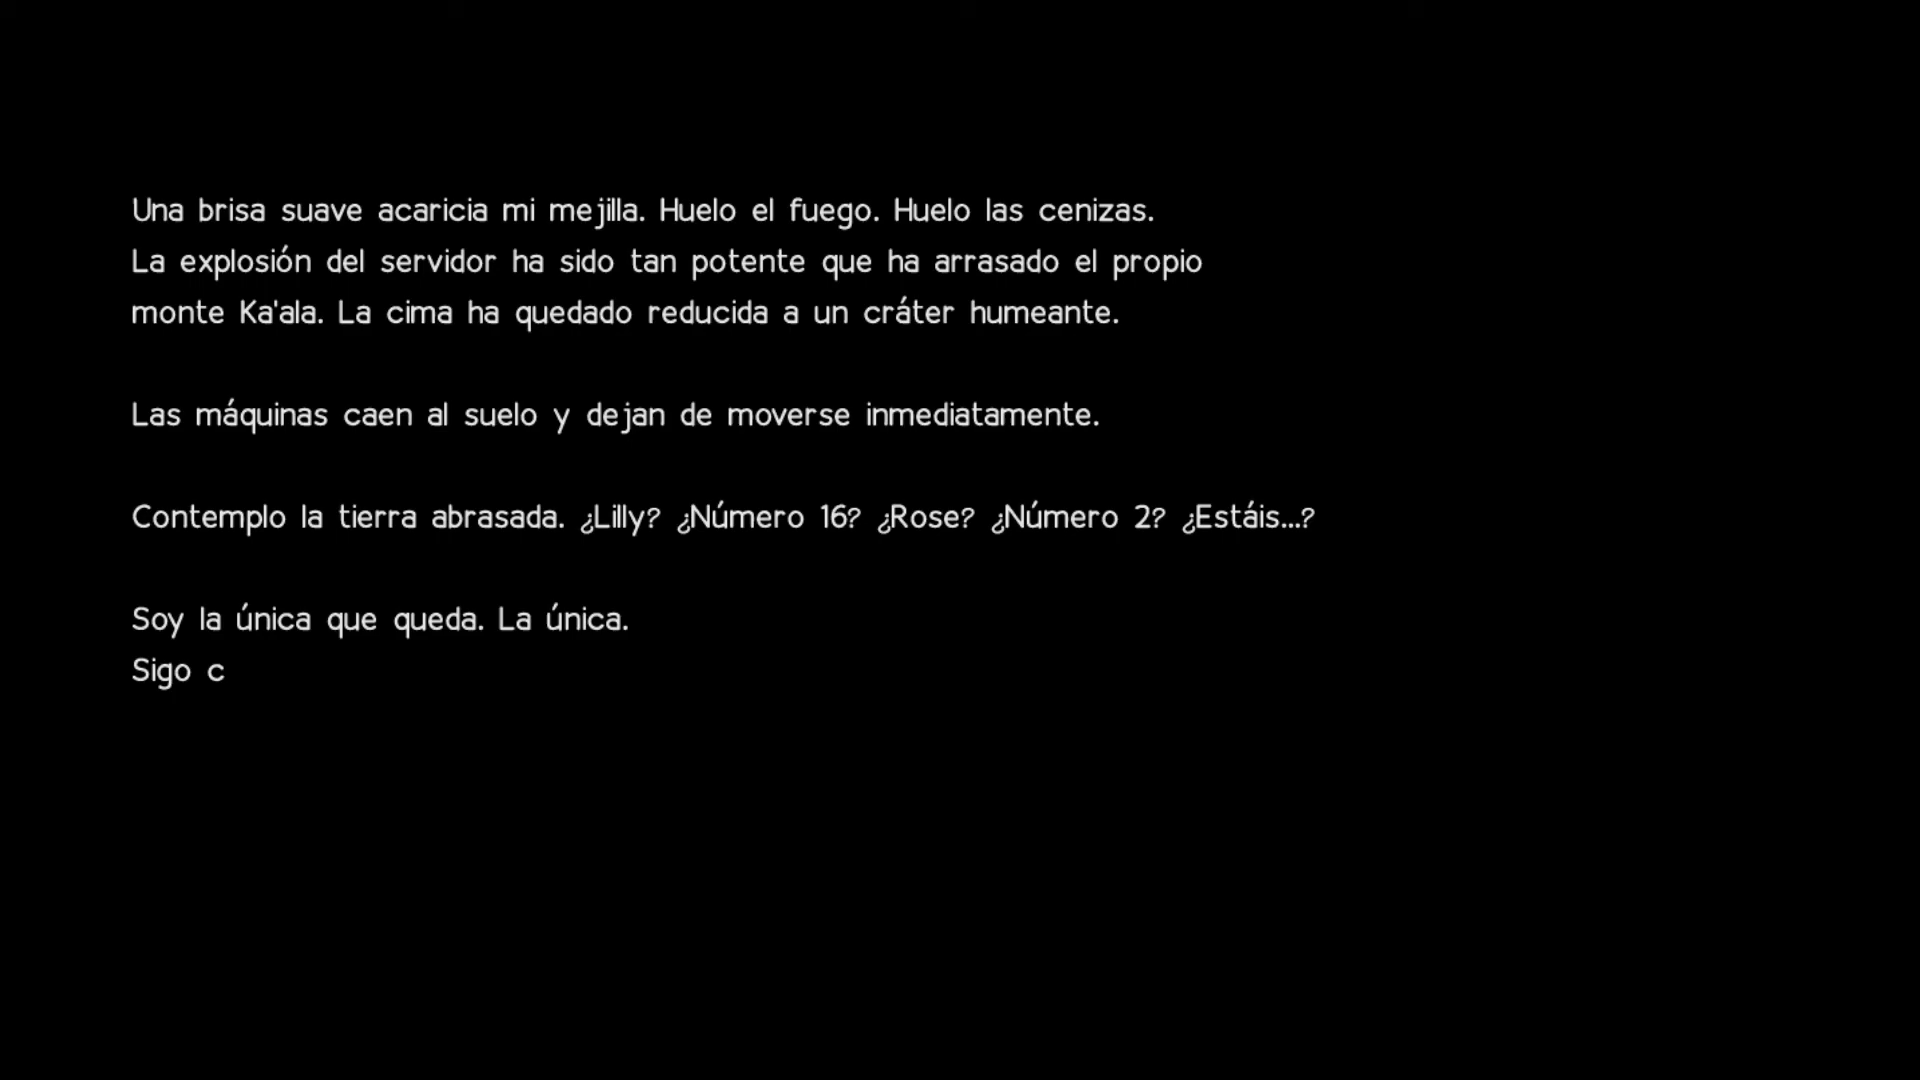 Una brisa suave acaricia mi mejilla. Huelo el fuego. Huelo las cenizas.
La explosión del servidor ha sido tan potente que ha arrasado el propio
monte Ka'ala. La cima ha quedado reducida a un cráter humeante.
Las máquinas caen al suelo y dejan de moverse inmediatamente.
Contemplo la tierra abrasada. ¿Lilly? ¿Número 16? ¿Rose? ¿Número 2? ¿Estáis...?
Soy la única que queda. La única.
Sigo c